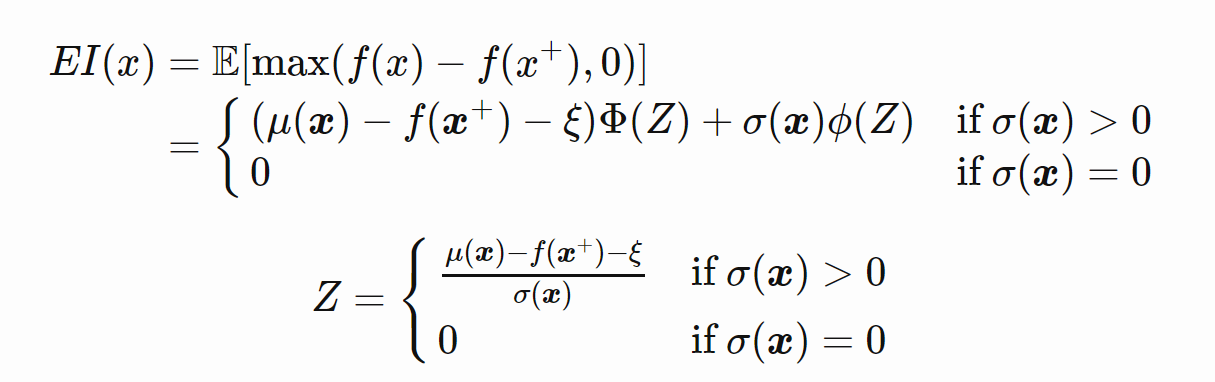 EI(x) = 𝔼[max(f(x) − f(x⁺), 0)]
= { (μ(𝒙) − f(𝒙⁺) − ξ)Φ(Z) + σ(𝒙)ϕ(Z) if σ(𝒙) > 0
0 if σ(𝒙) = 0
Z = { (μ(𝒙)−f(𝒙⁺)−ξ)/σ(𝒙) if σ(𝒙) > 0
0 if σ(𝒙) = 0